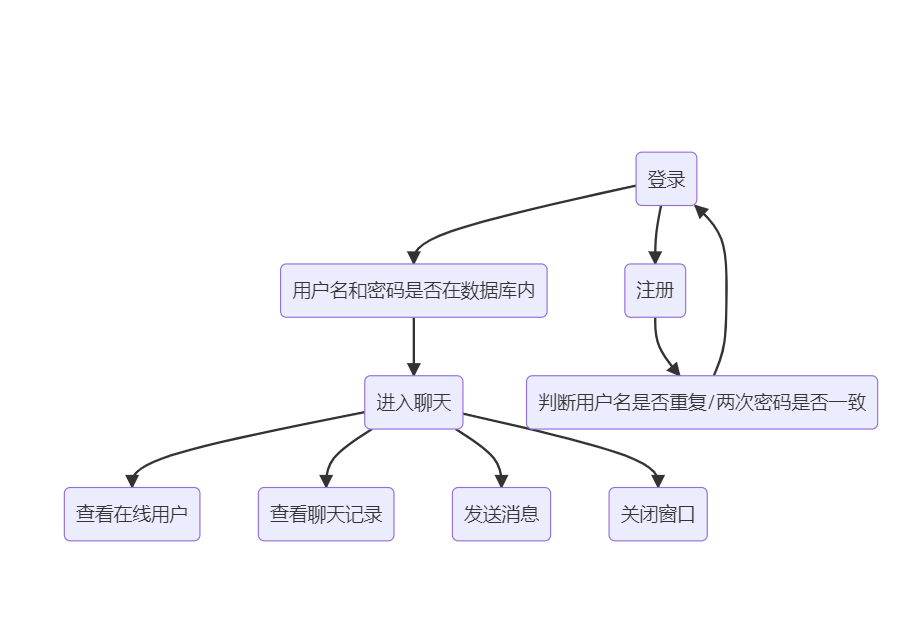 登录
用户名和密码是否在数据库内
注册
进入聊天
判断用户名是否重复/两次密码是否一致
查看在线用户
查看聊天记录
发送消息
关闭窗口